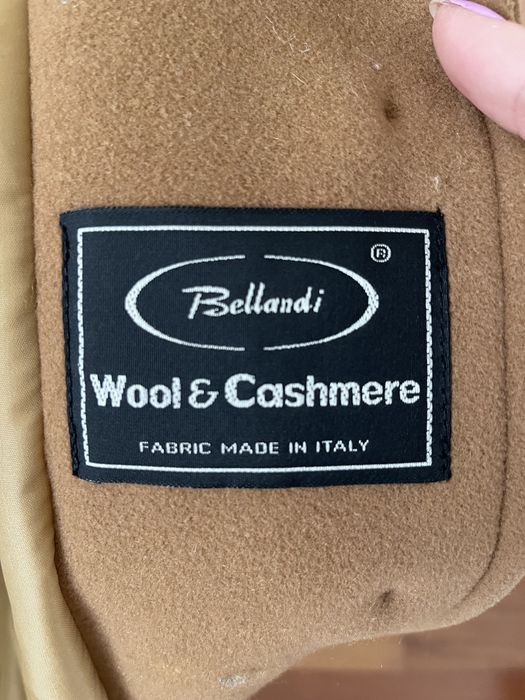 ®
Bellandi
Wool & Cashmere
FABRIC MADE IN ITALY